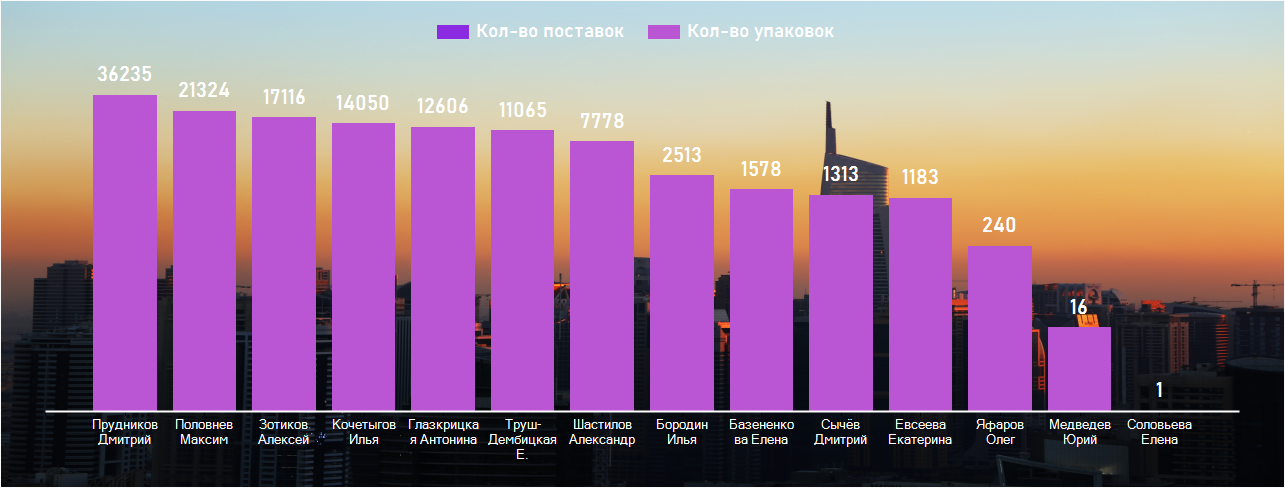 Кол-во поставок Кол-во упаковок
36235 21324 17116 14050 12606 11065 7778 2513 1578 1313 1183 240 16 1
Прудников Половнев Зотиков Кочетыгов Глазкрицка Труш- Шастилов Бородин Базененко Сычёв Евсеева Яфаров Медведев Соловьева
Дмитрий Максим Алексей Илья я Антонина Дембицкая Александр Илья ва Елена Дмитрий Екатерина Олег Юрий Елена
Е.